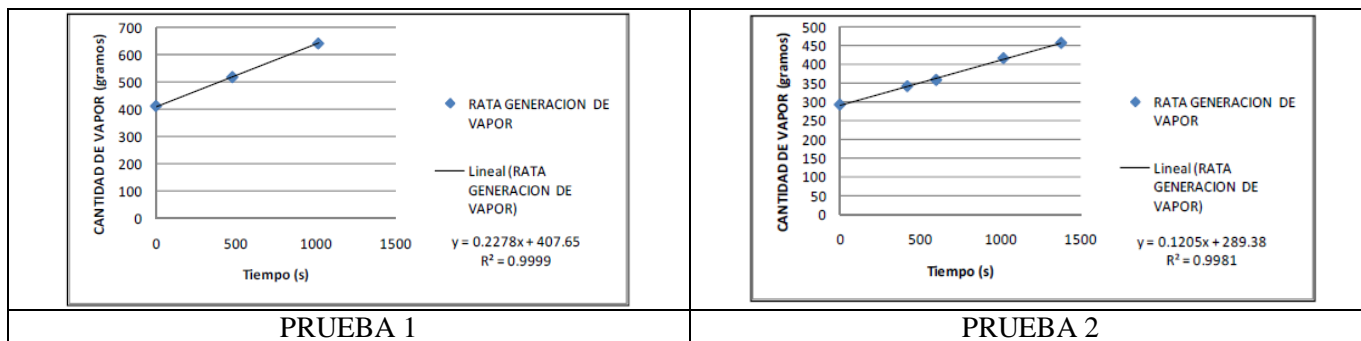 CANTIDAD DE VAPOR (gramos)
700
600
500
400
300
200
100
0
0 500 1000 1500
Tiempo (s)
RATA GENERACION DE
VAPOR
Lineal (RATA
GENERACION DE
VAPOR)
y = 0.2278x + 407.65
R² = 0.9999
PRUEBA 1
CANTIDAD DE VAPOR (gramos)
500
450
400
350
300
250
200
150
100
50
0
0 500 1000 1500
Tiempo (s)
RATA GENERACION DE
VAPOR
Lineal (RATA
GENERACION DE
VAPOR)
y = 0.1205x + 289.38
R² = 0.9981
PRUEBA 2